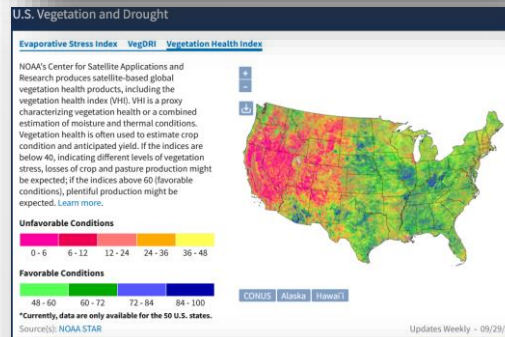 U.S. Vegetation and Drought
Evaporative Stress Index VegDRI Vegetation Health Index
NOAA's Center for Satellite Applications and
Research produces satellite-based global
vegetation health products, including the
vegetation health index (VHI). VHI is a proxy
characterizing vegetation health or a combined
estimation of moisture and thermal conditions.
Vegetation health is often used to estimate crop
condition and anticipated yield. If the indices are
below 40, indicating different levels of vegetation
stress, losses of crop and pasture production might
be expected; if the indices above 60 (favorable
conditions), plentiful production might be
expected. Learn more.
+
-
Unfavorable Conditions
0 - 6 6 - 12 12 - 24 24 - 36 36 - 48
Favorable Conditions
48 - 60 60 - 72 72 - 84 84 - 100
CONUS Alaska Hawai'i
*Currently, data are only available for the 50 U.S. states.
Source(s): NOAA STAR
Updates Weekly - 09/29/